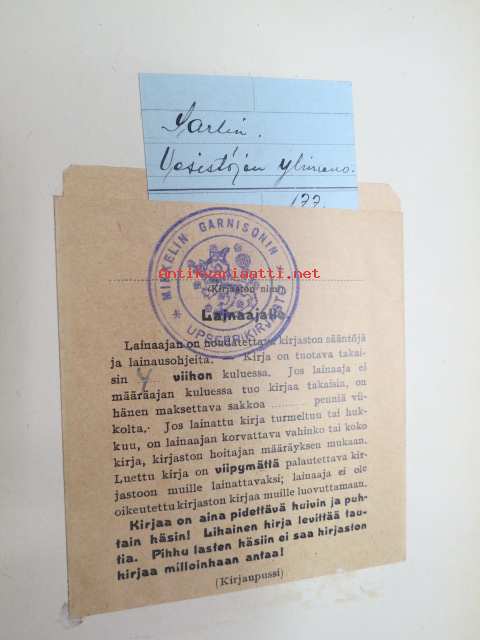 Sarlin.
Vesistöjen ylimeno.
177.
MIKKELIN GARNISONIN
UPSEERIKIRJASTO
antikvariaatti.net
(Kirjaston nimi)
Lainaajalle
Lainaajan on noudatettava kirjaston sääntöjä
ja lainausohjeita. Kirja on tuotava takai-
sin 4 viikon kuluessa. Jos lainaaja ei
määräajan kuluessa tuo kirjaa takaisin, on
hänen maksettava sakkoa ........ penniä vii-
kolta. Jos lainattu kirja turmeltuu tai huk-
kuu, on lainaajan korvattava vahinko tai koko
kirja, kirjaston hoitajan määräyksen mukaan.
Luettu kirja on viipymättä palautettava kir-
jastoon muille lainattavaksi; lainaaja ei ole
oikeutettu kirjaston kirjaa muille luovuttamaan.
Kirjaa on aina pideltävä huivin ja puh-
tain käsin! Likainen kirja levittää tau-
tia. Pikku lasten käsiin ei saa kirjaston
kirjaa milloinkaan antaa!
(Kirjanpussi)